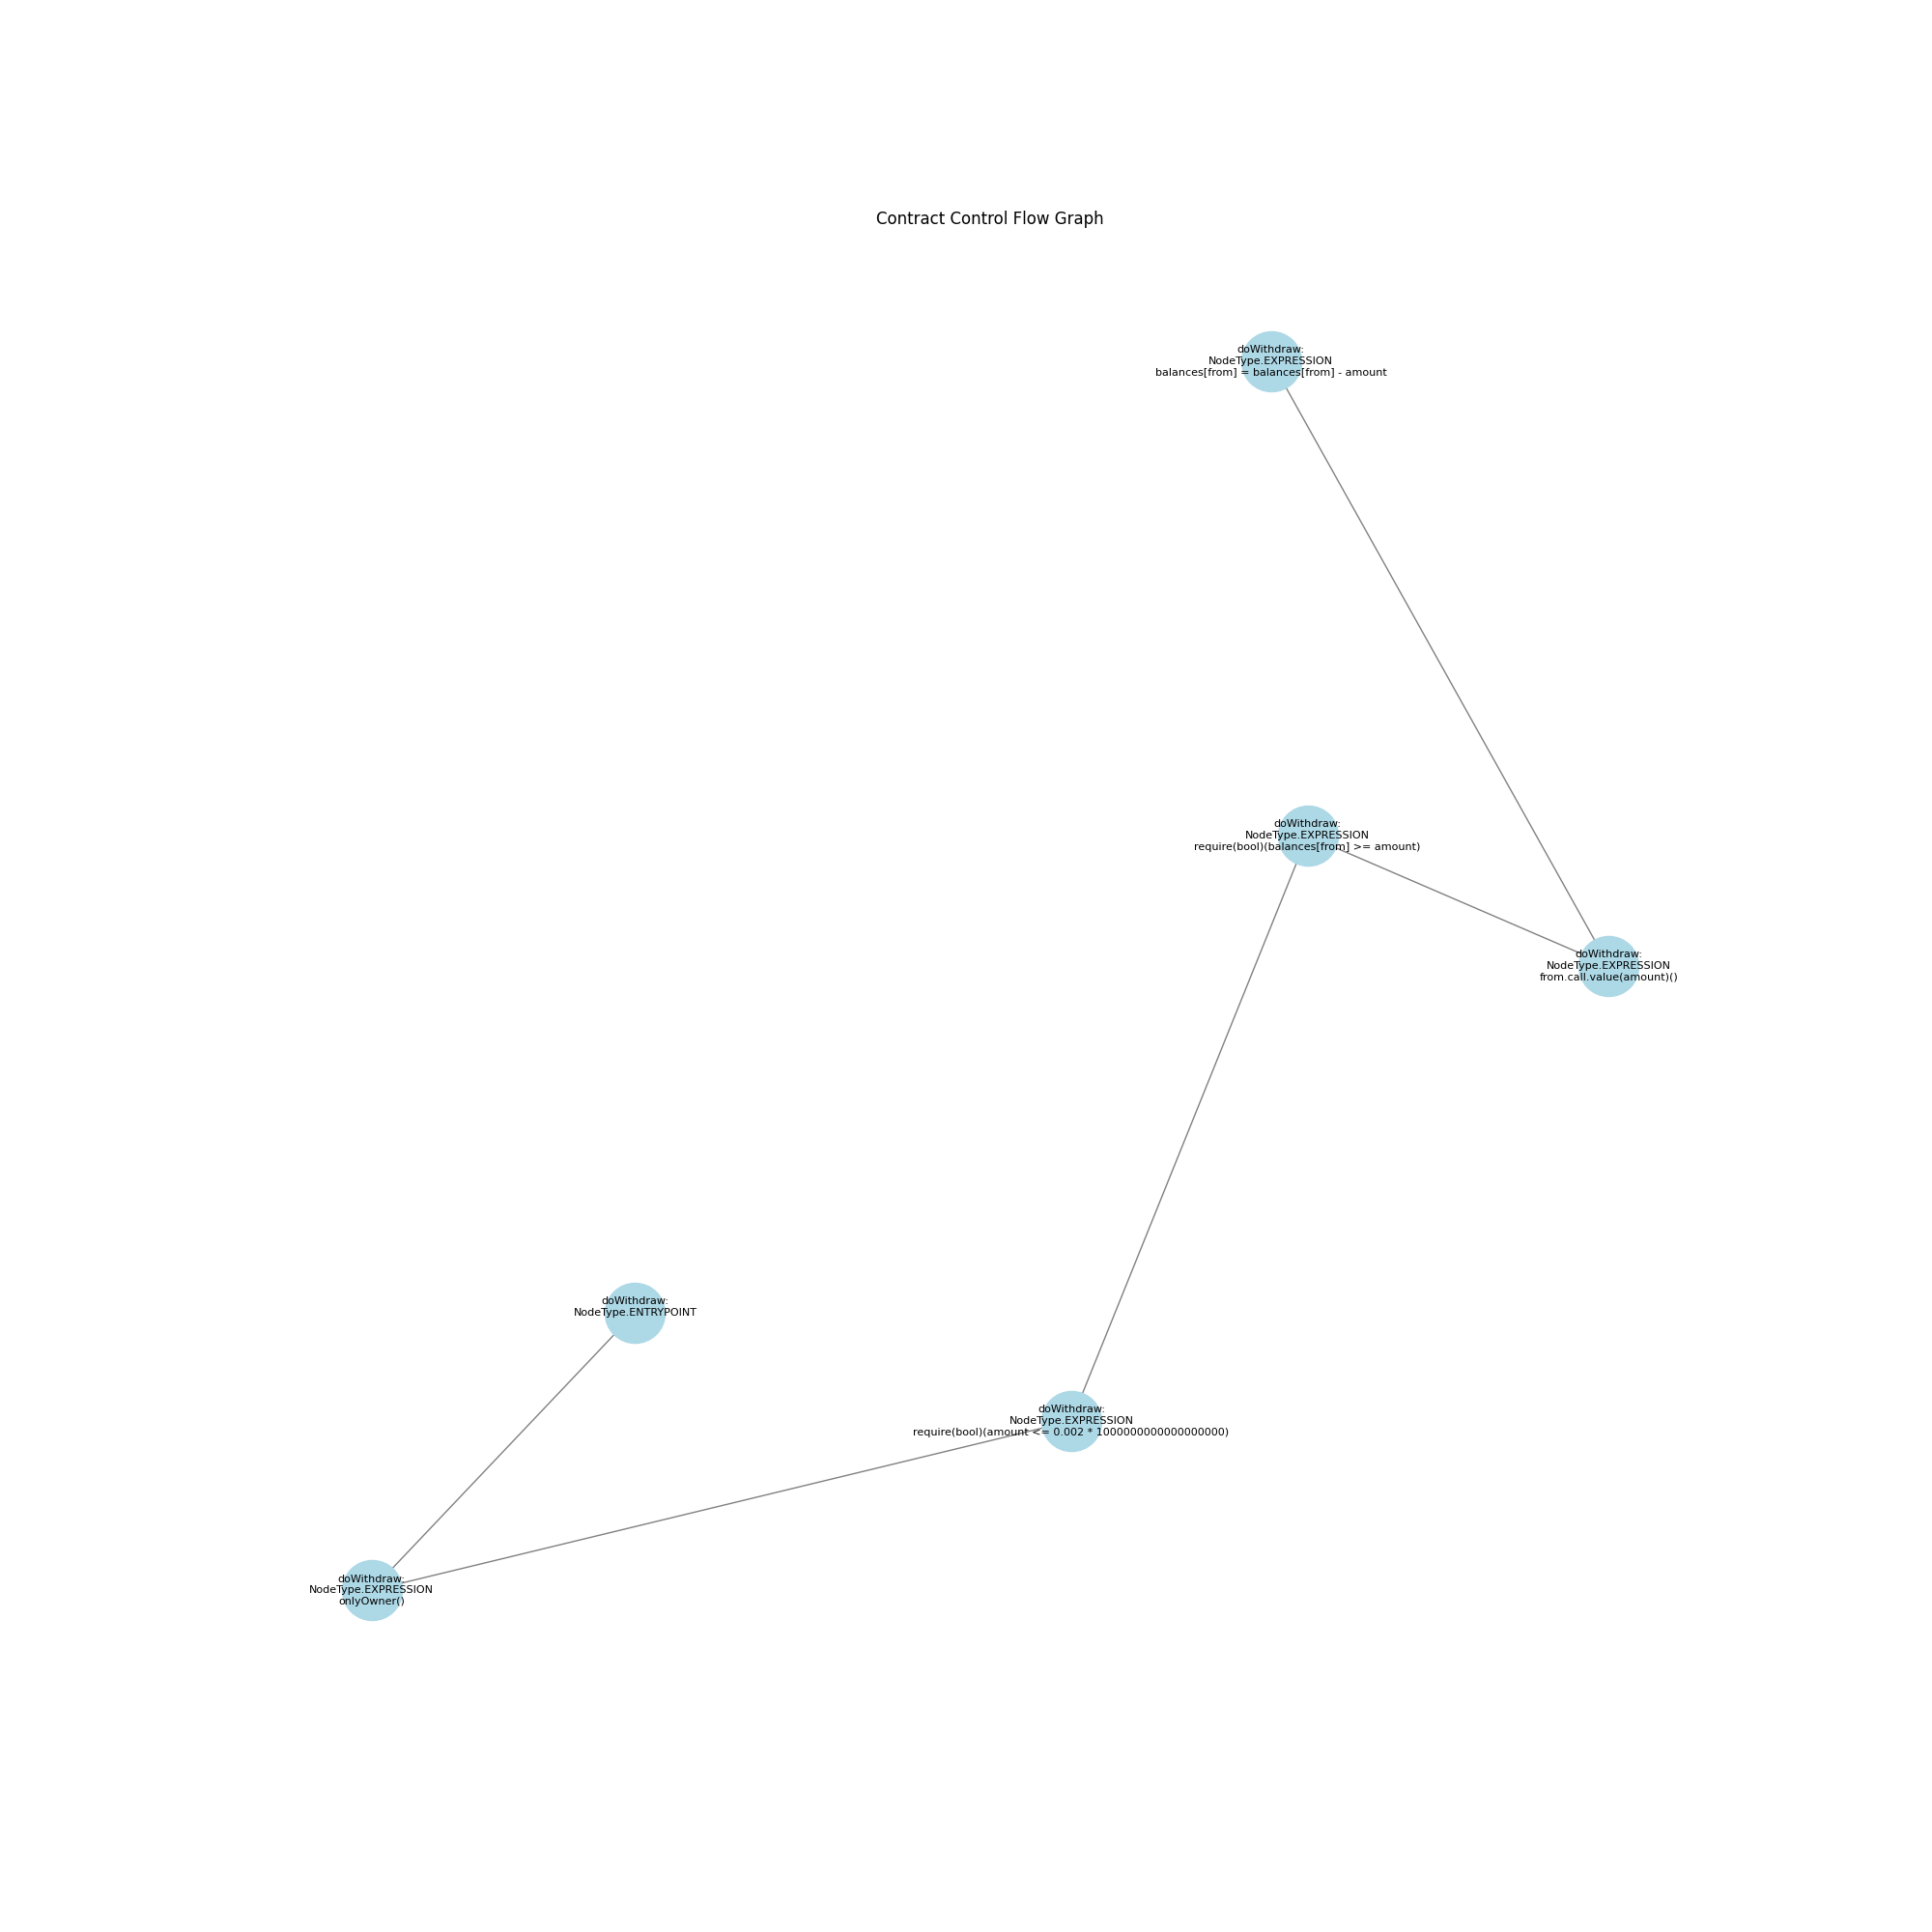 Contract Control Flow Graph
doWithdraw:
NodeType.EXPRESSION
balances[from] = balances[from] - amount
doWithdraw:
NodeType.EXPRESSION
require(bool)(balances[from] >= amount)
doWithdraw:
NodeType.EXPRESSION
from.call.value(amount)()
doWithdraw:
NodeType.ENTRYPOINT
doWithdraw:
NodeType.EXPRESSION
require(bool)(amount <= 0.002 * 1000000000000000000)
doWithdraw:
NodeType.EXPRESSION
onlyOwner()